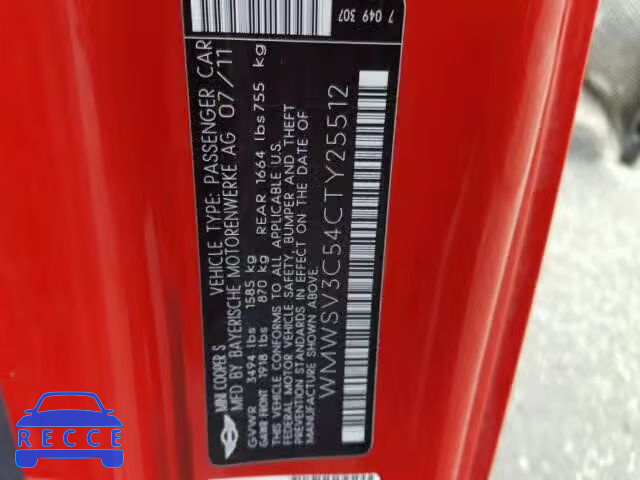 7 049 307
MINI COOPER S VEHICLE TYPE: PASSENGER CAR
MFD BY BAYERISCHE MOTORENWERKE AG 07/11
GVWR 3494 lbs 1585 kg
GAWR FRONT 1918 lbs 870 kg REAR 1664 lbs 755 kg
THIS VEHICLE CONFORMS TO ALL APPLICABLE U.S.
FEDERAL MOTOR VEHICLE SAFETY, BUMPER AND THEFT
PREVENTION STANDARDS IN EFFECT ON THE DATE OF
MANUFACTURE SHOWN ABOVE.
WMWSV3C54CTY25512
RECCE